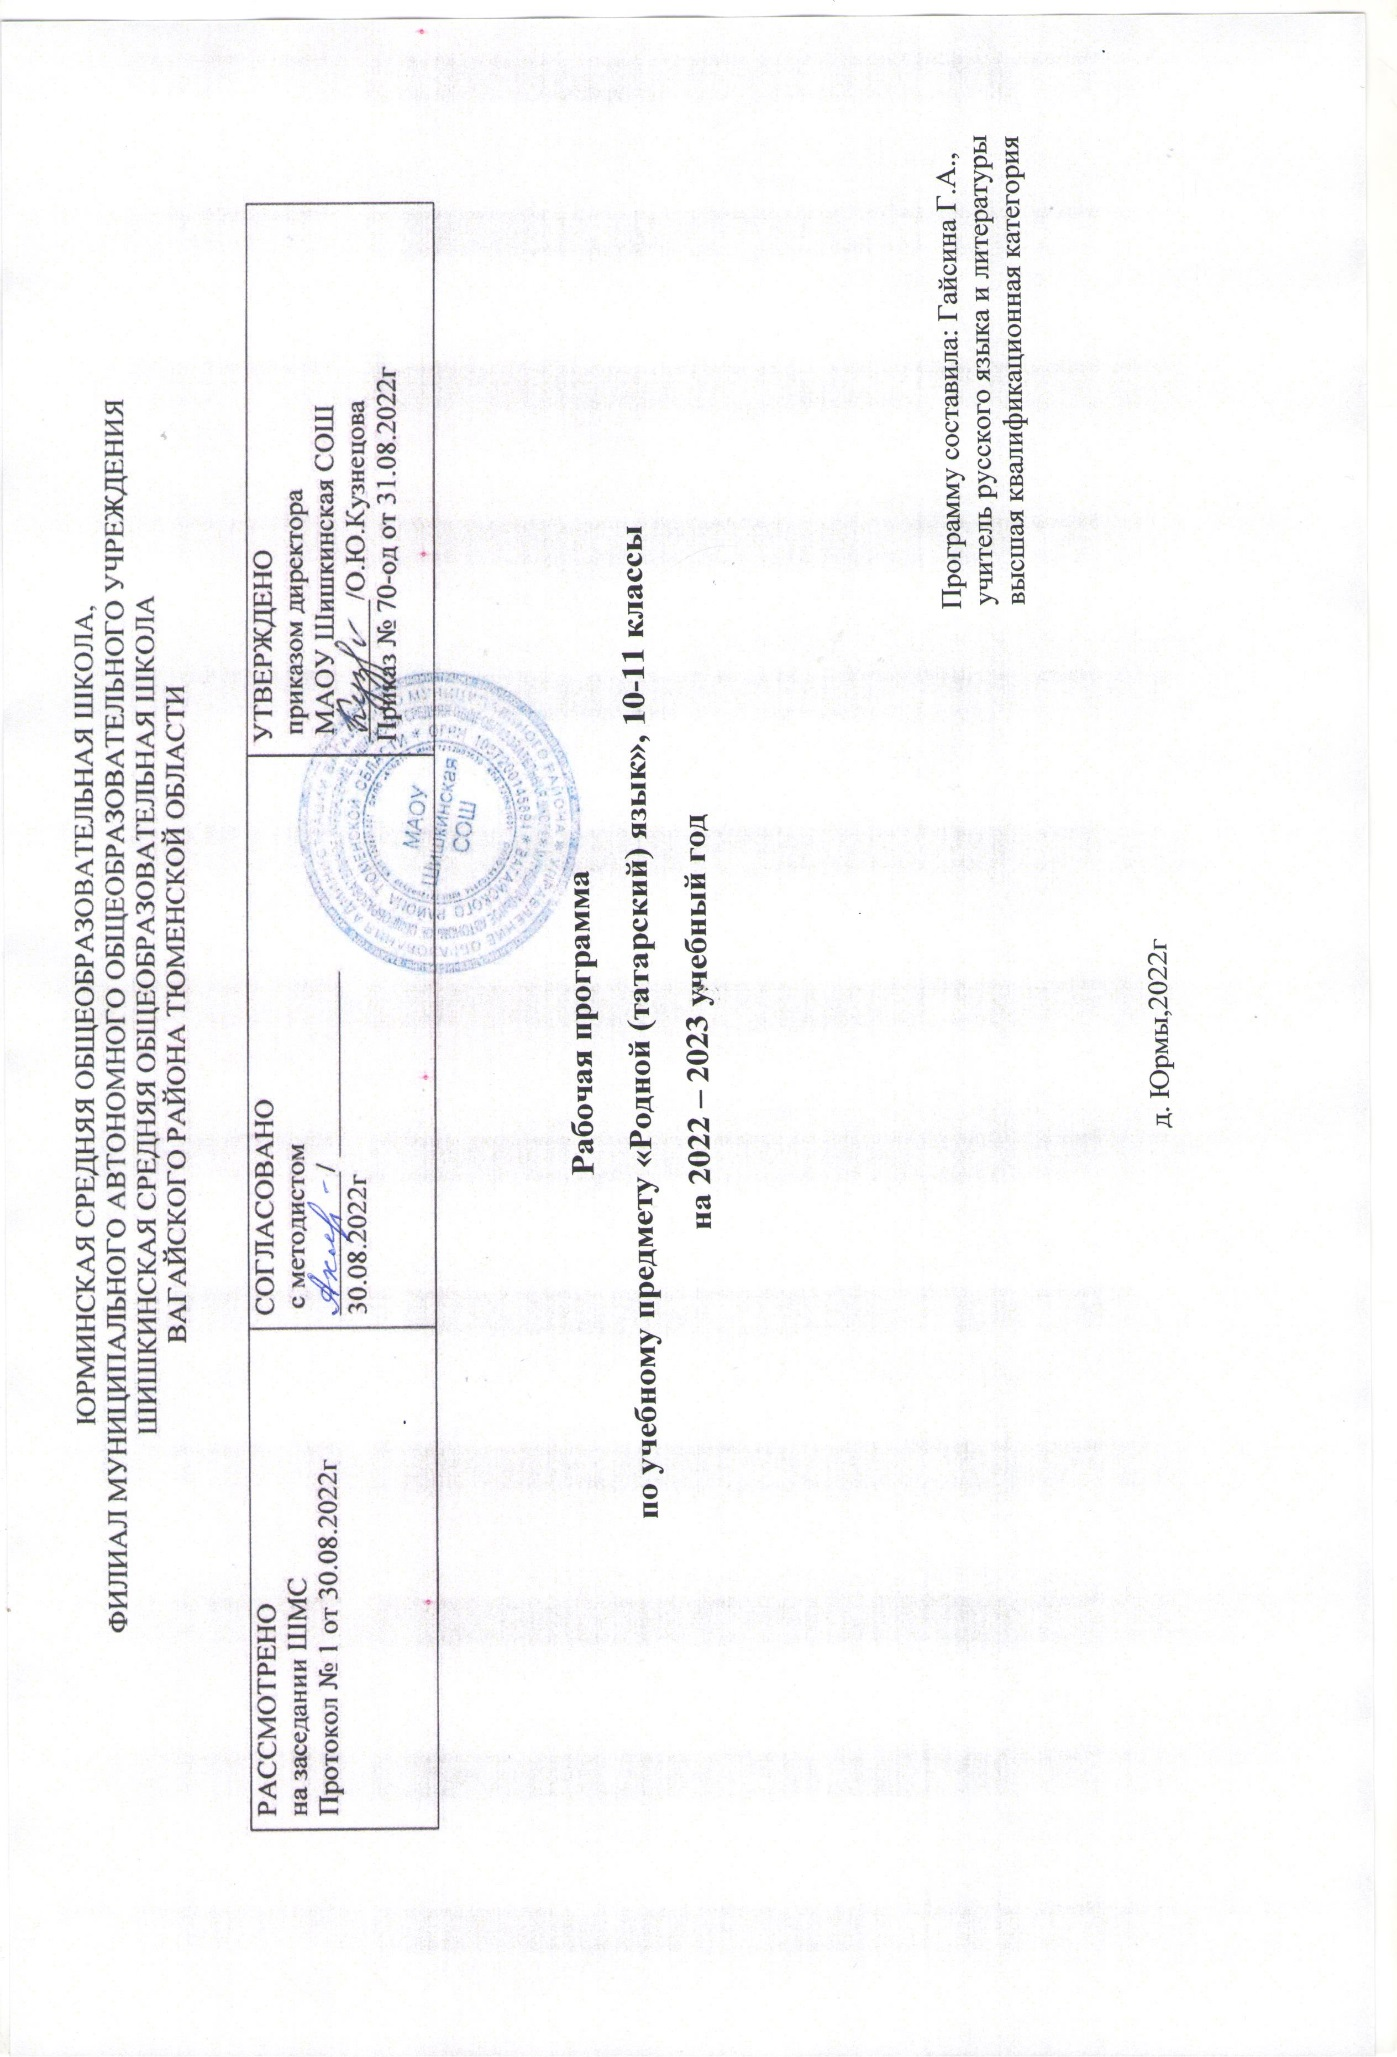 ЮРМИНСКАЯ СРЕДНЯЯ ОБЩЕОБРАЗОВАТЕЛЬНАЯ ШКОЛА,
ФИЛИАЛ МУНИЦИПАЛЬНОГО АВТОНОМНОГО ОБЩЕОБРАЗОВАТЕЛЬНОГО УЧРЕЖДЕНИЯ
ШИШКИНСКАЯ СРЕДНЯЯ ОБЩЕОБРАЗОВАТЕЛЬНАЯ ШКОЛА
ВАГАЙСКОГО РАЙОНА ТЮМЕНСКОЙ ОБЛАСТИ
РАССМОТРЕНО
на заседании ШМС
Протокол № 1 от 30.08.2022г
СОГЛАСОВАНО
с методистом
/
30.08.2022г
УТВЕРЖДЕНО
приказом директора
МАОУ Шишкинская СОШ
/О.Ю.Кузнецова
Приказ № 70-од от 31.08.2022г
МАОУ
ШИШКИНСКАЯ
СОШ
Рабочая программа
по учебному предмету «Родной (татарский) язык», 10-11 классы
на 2022 – 2023 учебный год
Программу составила: Гайсина Г.А.,
учитель русского языка и литературы
высшая квалификационная категория
д. Юрмы,2022г